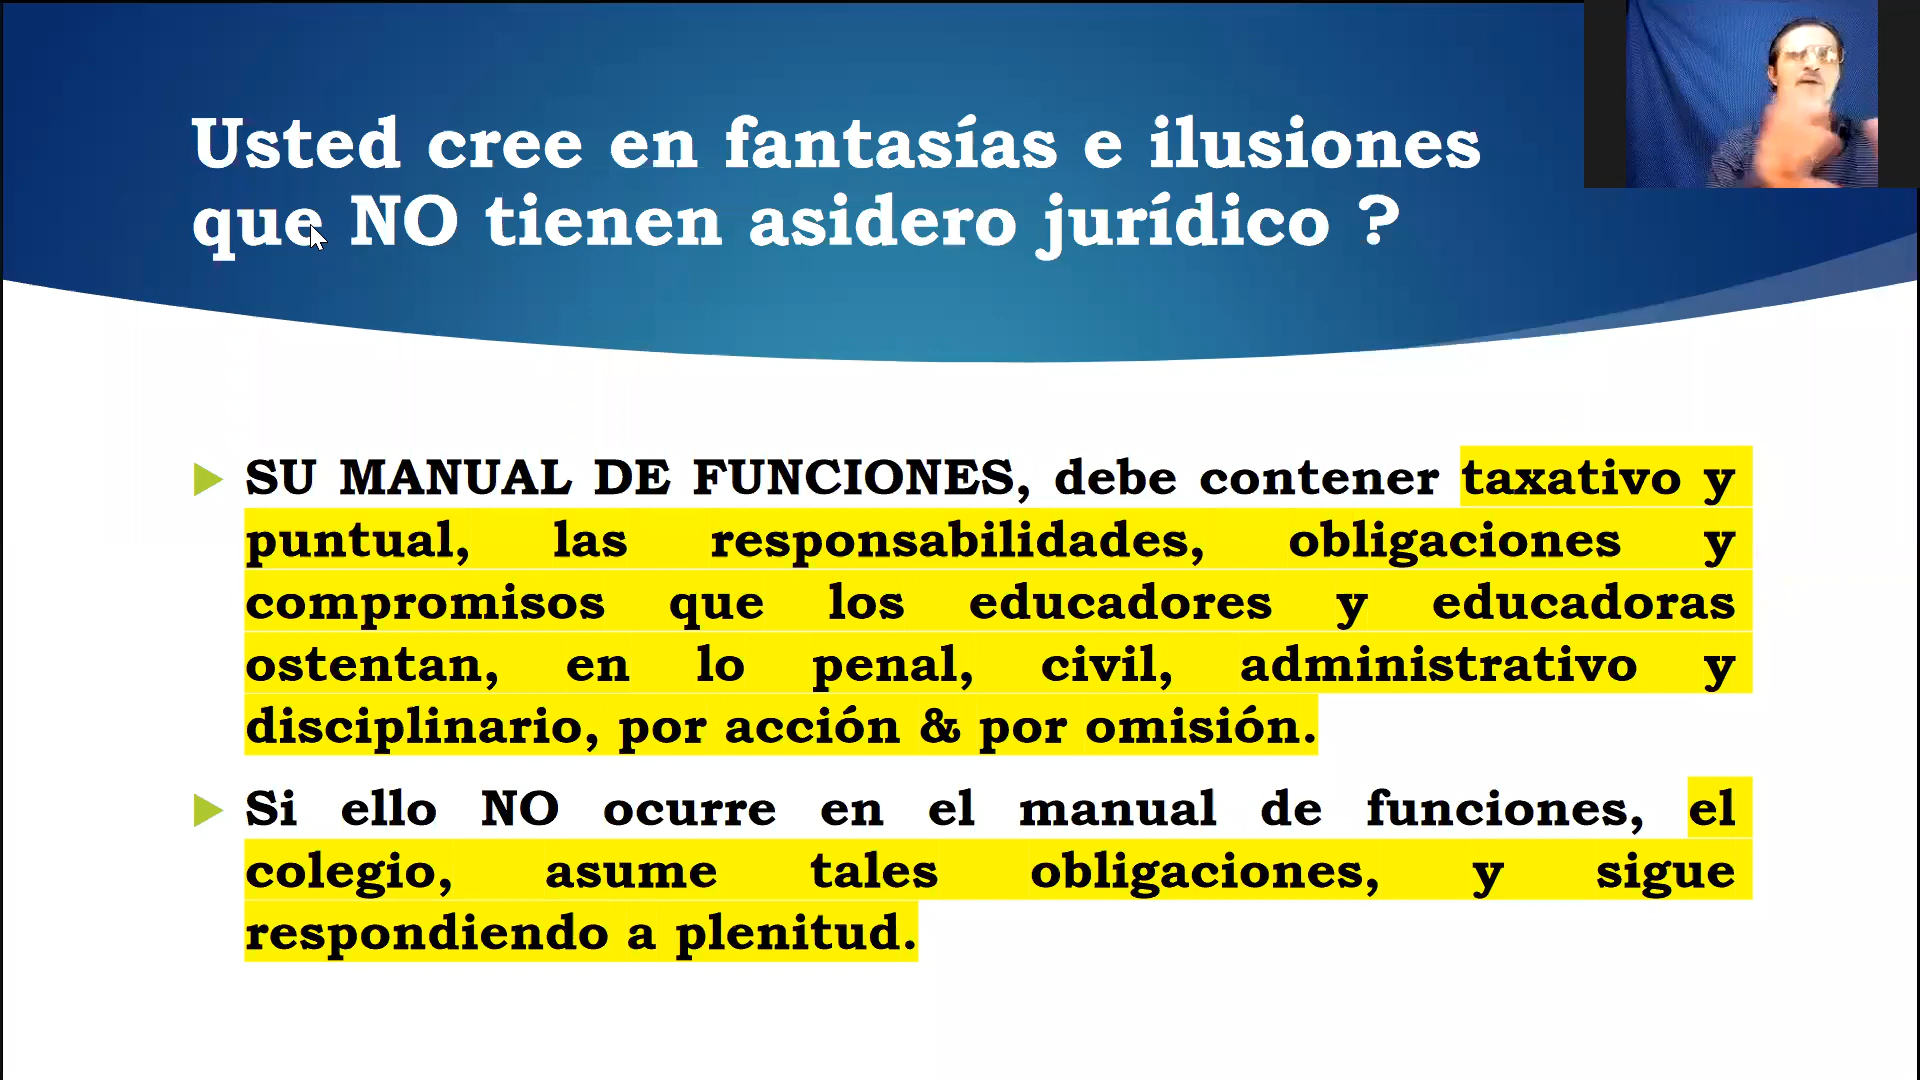 Usted cree en fantasías e ilusiones
que NO tienen asidero jurídico ?
SU MANUAL DE FUNCIONES, debe contener taxativo y
puntual, las responsabilidades, obligaciones y
compromisos que los educadores y educadoras
ostentan, en lo penal, civil, administrativo y
disciplinario, por acción & por omisión.
Si ello NO ocurre en el manual de funciones, el
colegio, asume tales obligaciones, y sigue
respondiendo a plenitud.